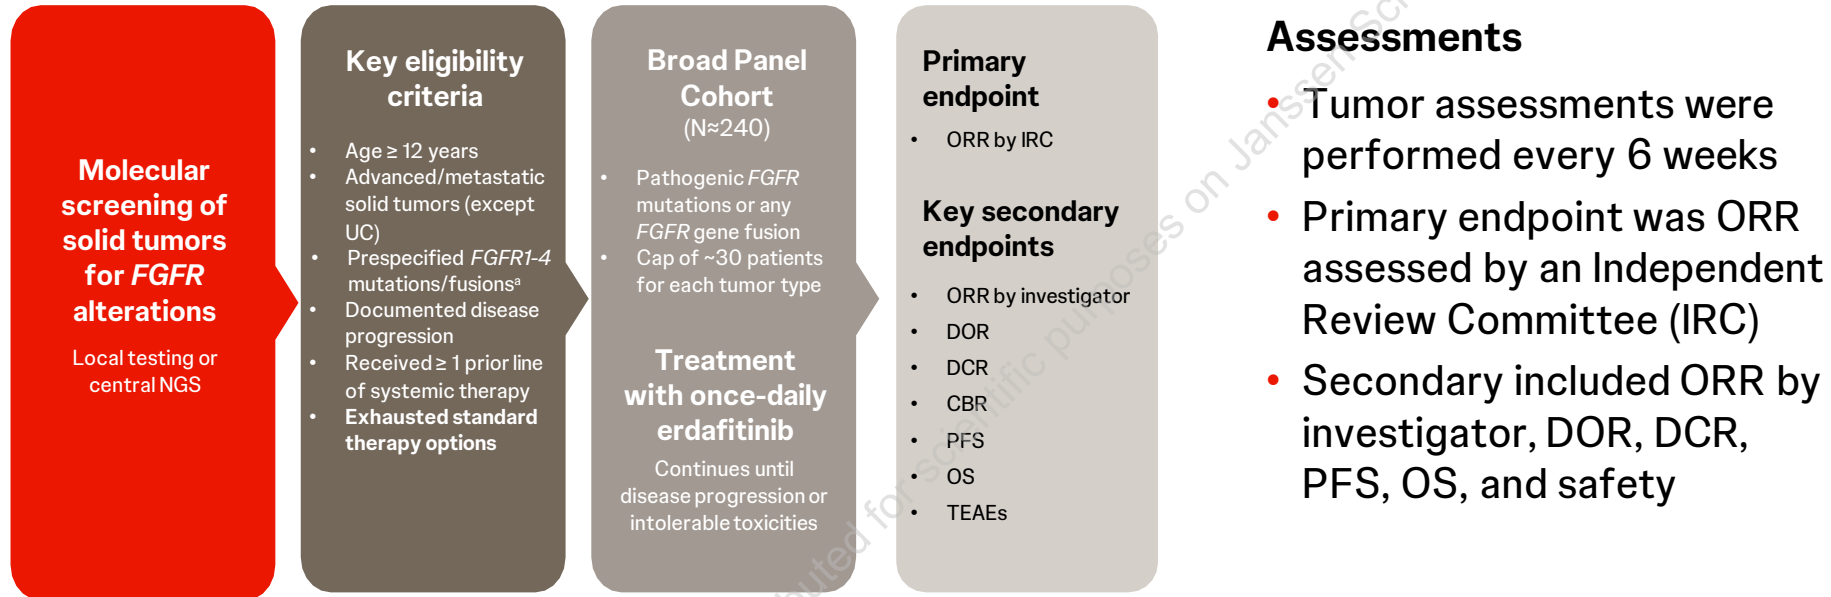 Molecular
screening of
solid tumors
for FGFR
alterations
Local testing or
central NGS
Key eligibility
criteria
• Age ≥ 12 years
• Advanced/metastatic
solid tumors (except
UC)
• Prespecified FGFR1-4
mutations/fusionsᵃ
• Documented disease
progression
• Received ≥ 1 prior line
of systemic therapy
• Exhausted standard
therapy options
Broad Panel
Cohort
(N≈240)
• Pathogenic FGFR
mutations or any
FGFR gene fusion
• Cap of ~30 patients
for each tumor type
Treatment
with once-daily
erdafitinib
Continues until
disease progression or
intolerable toxicities
Primary
endpoint
• ORR by IRC
Key secondary
endpoints
• ORR by investigator
• DOR
• DCR
• CBR
• PFS
• OS
• TEAEs
Assessments
• Tumor assessments were
performed every 6 weeks
• Primary endpoint was ORR
assessed by an Independent
Review Committee (IRC)
• Secondary included ORR by
investigator, DOR, DCR,
PFS, OS, and safety
for scientific purposes on Janssen